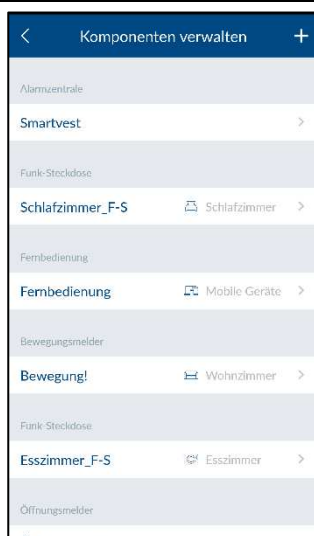 Komponenten verwalten +
Alarmzentrale
Smartvest
Funk-Steckdose
Schlafzimmer_F-S Schlafzimmer
Fernbedienung
Fernbedienung Mobile Geräte
Bewegungsmelder
Bewegung! Wohnzimmer
Funk-Steckdose
Esszimmer_F-S Esszimmer
Öffnungsmelder